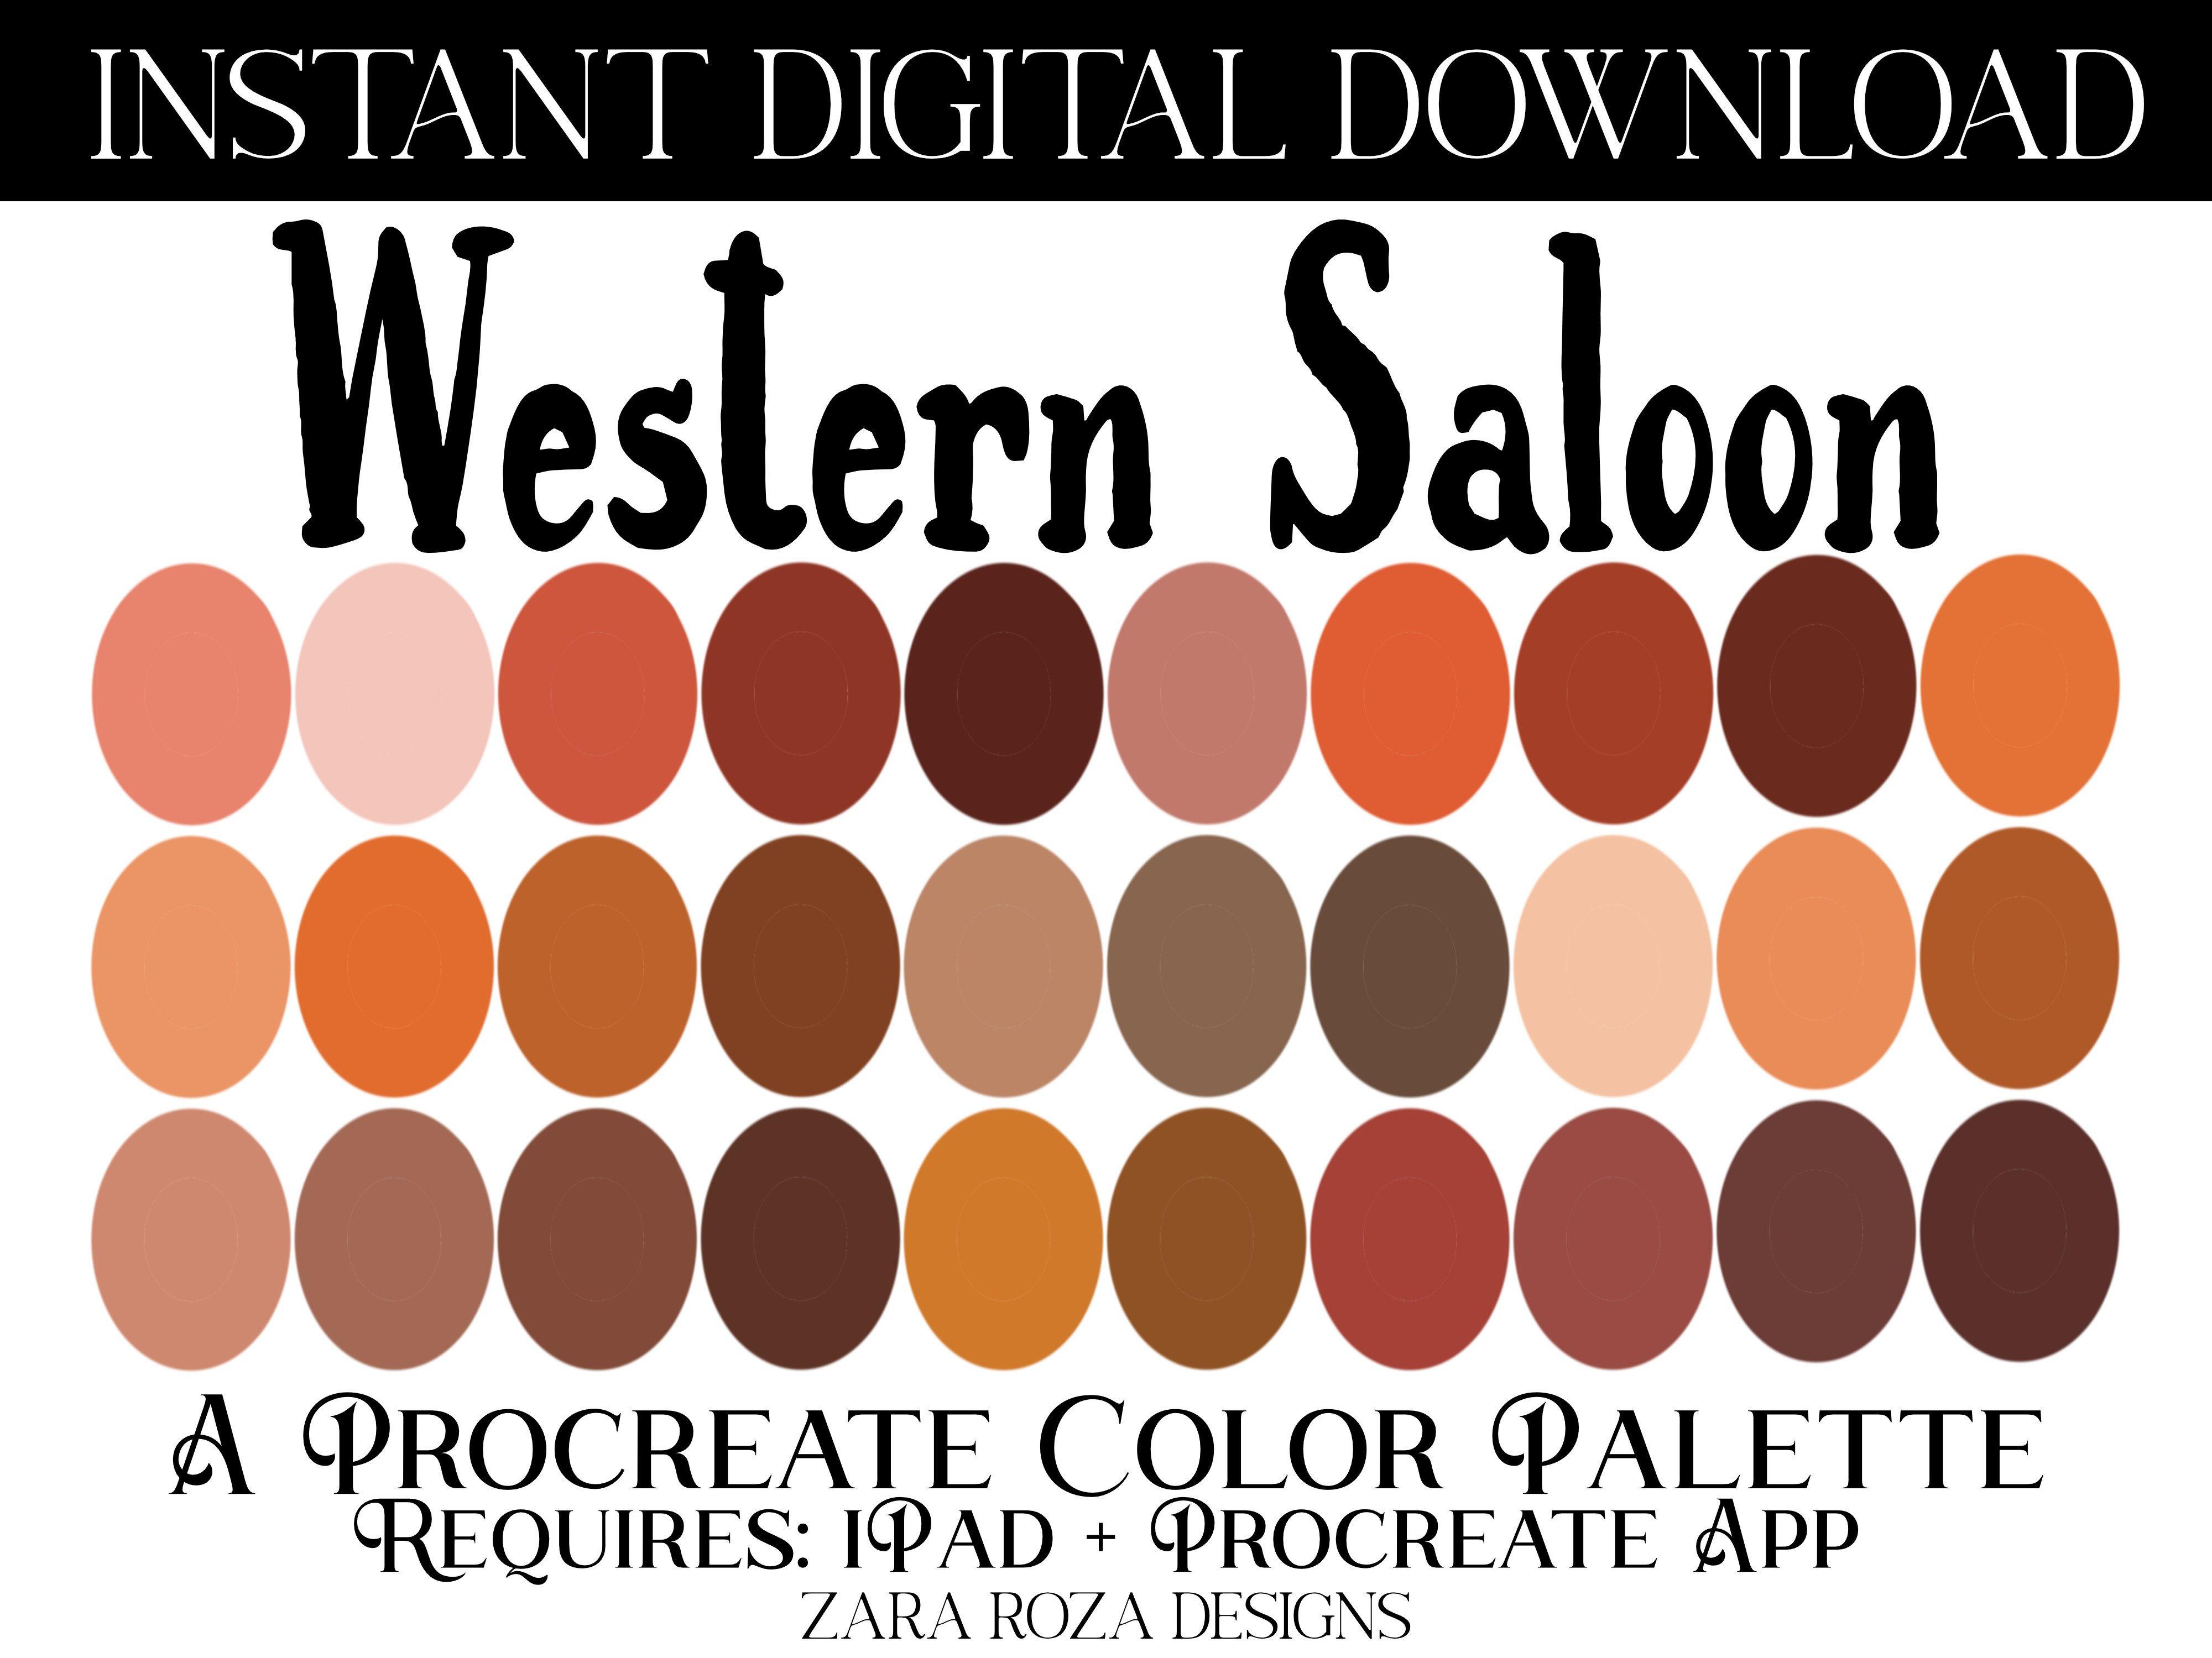 INSTANT DIGITAL DOWNLOAD
Western Saloon
A Procreate Color Palette
Requires: iPad + Procreate App
ZARA ROZA DESIGNS